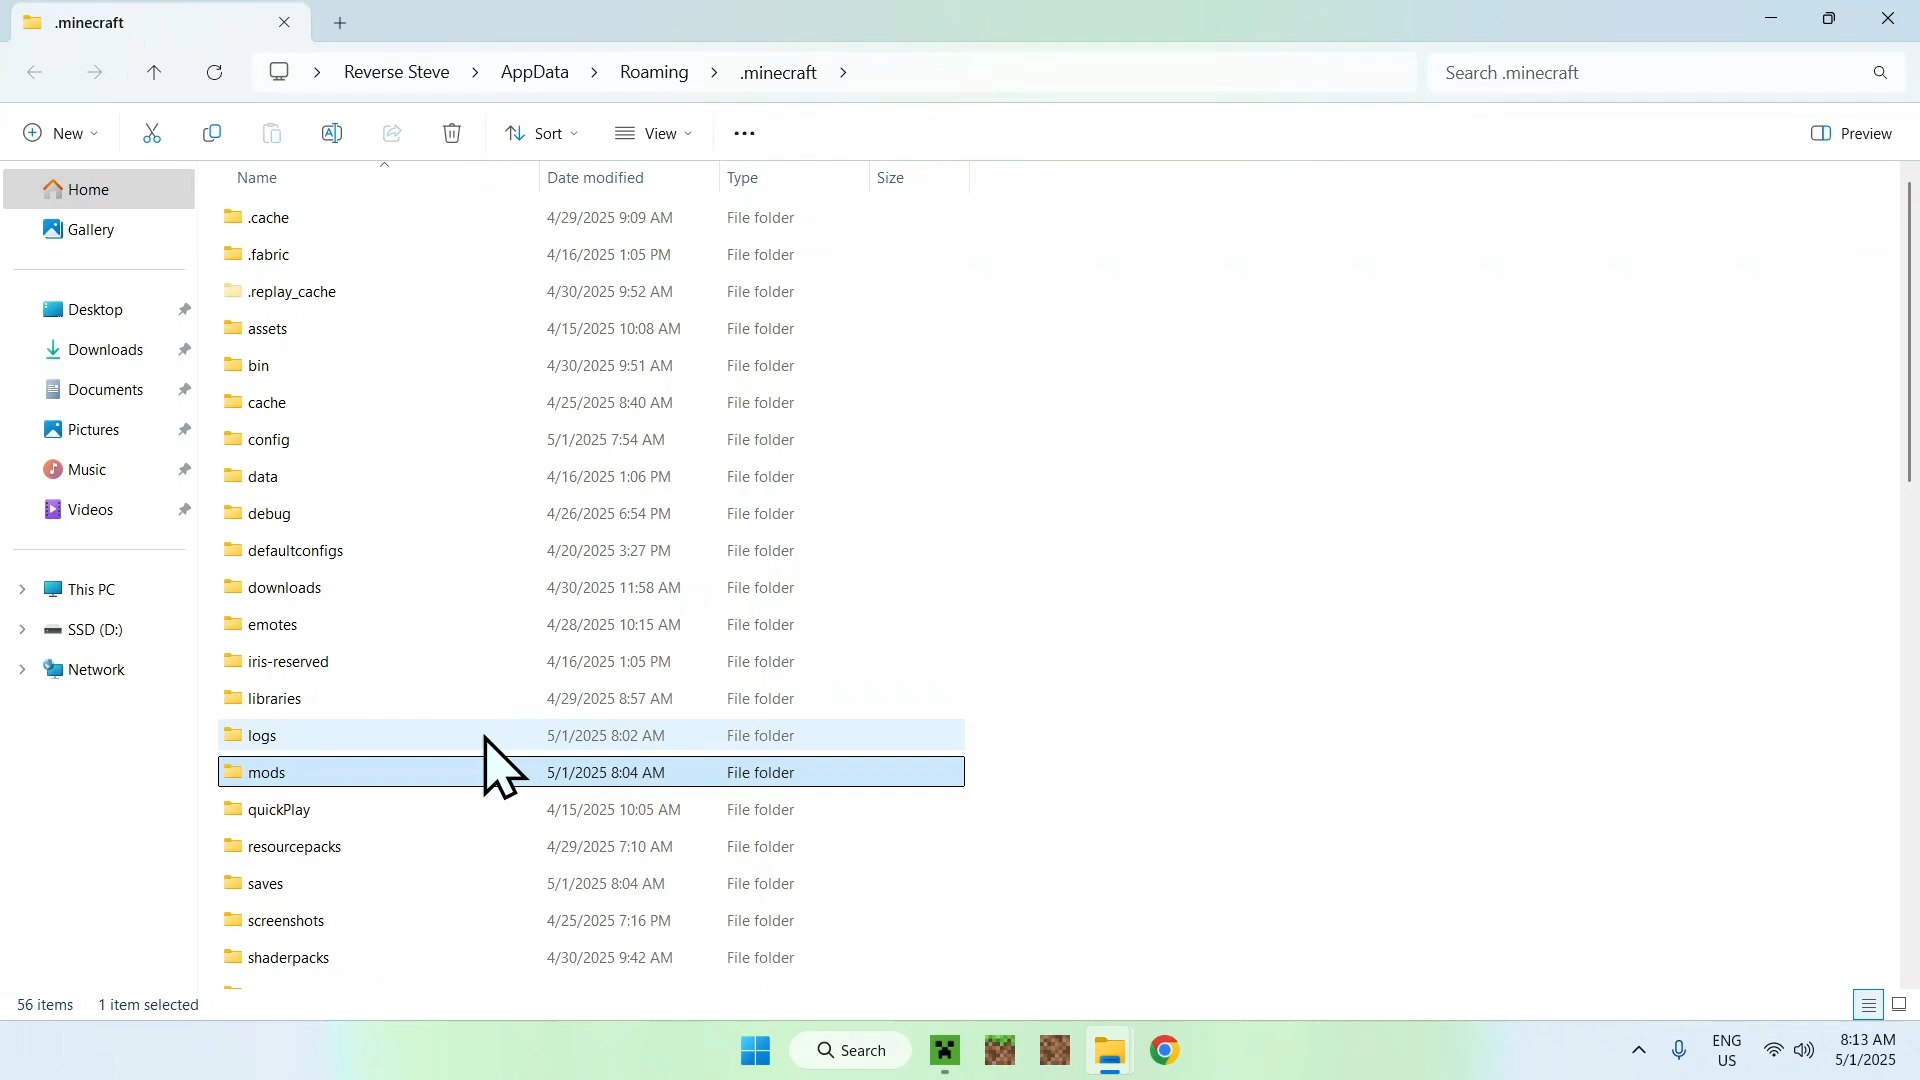 .minecraft
Reverse Steve > AppData > Roaming > .minecraft >
Search .minecraft
New
Sort
View
Preview
Name Date modified Type Size
Home
Gallery
Desktop
Downloads
Documents
Pictures
Music
Videos
This PC
SSD (D:)
Network
.cache 4/29/2025 9:09 AM File folder
.fabric 4/16/2025 1:05 PM File folder
.replay_cache 4/30/2025 9:52 AM File folder
assets 4/15/2025 10:08 AM File folder
bin 4/30/2025 9:51 AM File folder
cache 4/25/2025 8:40 AM File folder
config 5/1/2025 7:54 AM File folder
data 4/16/2025 1:06 PM File folder
debug 4/26/2025 6:54 PM File folder
defaultconfigs 4/20/2025 3:27 PM File folder
downloads 4/30/2025 11:58 AM File folder
emotes 4/28/2025 10:15 AM File folder
iris-reserved 4/16/2025 1:05 PM File folder
libraries 4/29/2025 8:57 AM File folder
logs 5/1/2025 8:02 AM File folder
mods 5/1/2025 8:04 AM File folder
quickPlay 4/15/2025 10:05 AM File folder
resourcepacks 4/29/2025 7:10 AM File folder
saves 5/1/2025 8:04 AM File folder
screenshots 4/25/2025 7:16 PM File folder
shaderpacks 4/30/2025 9:42 AM File folder
56 items 1 item selected
Search
ENG
US
8:13 AM
5/1/2025